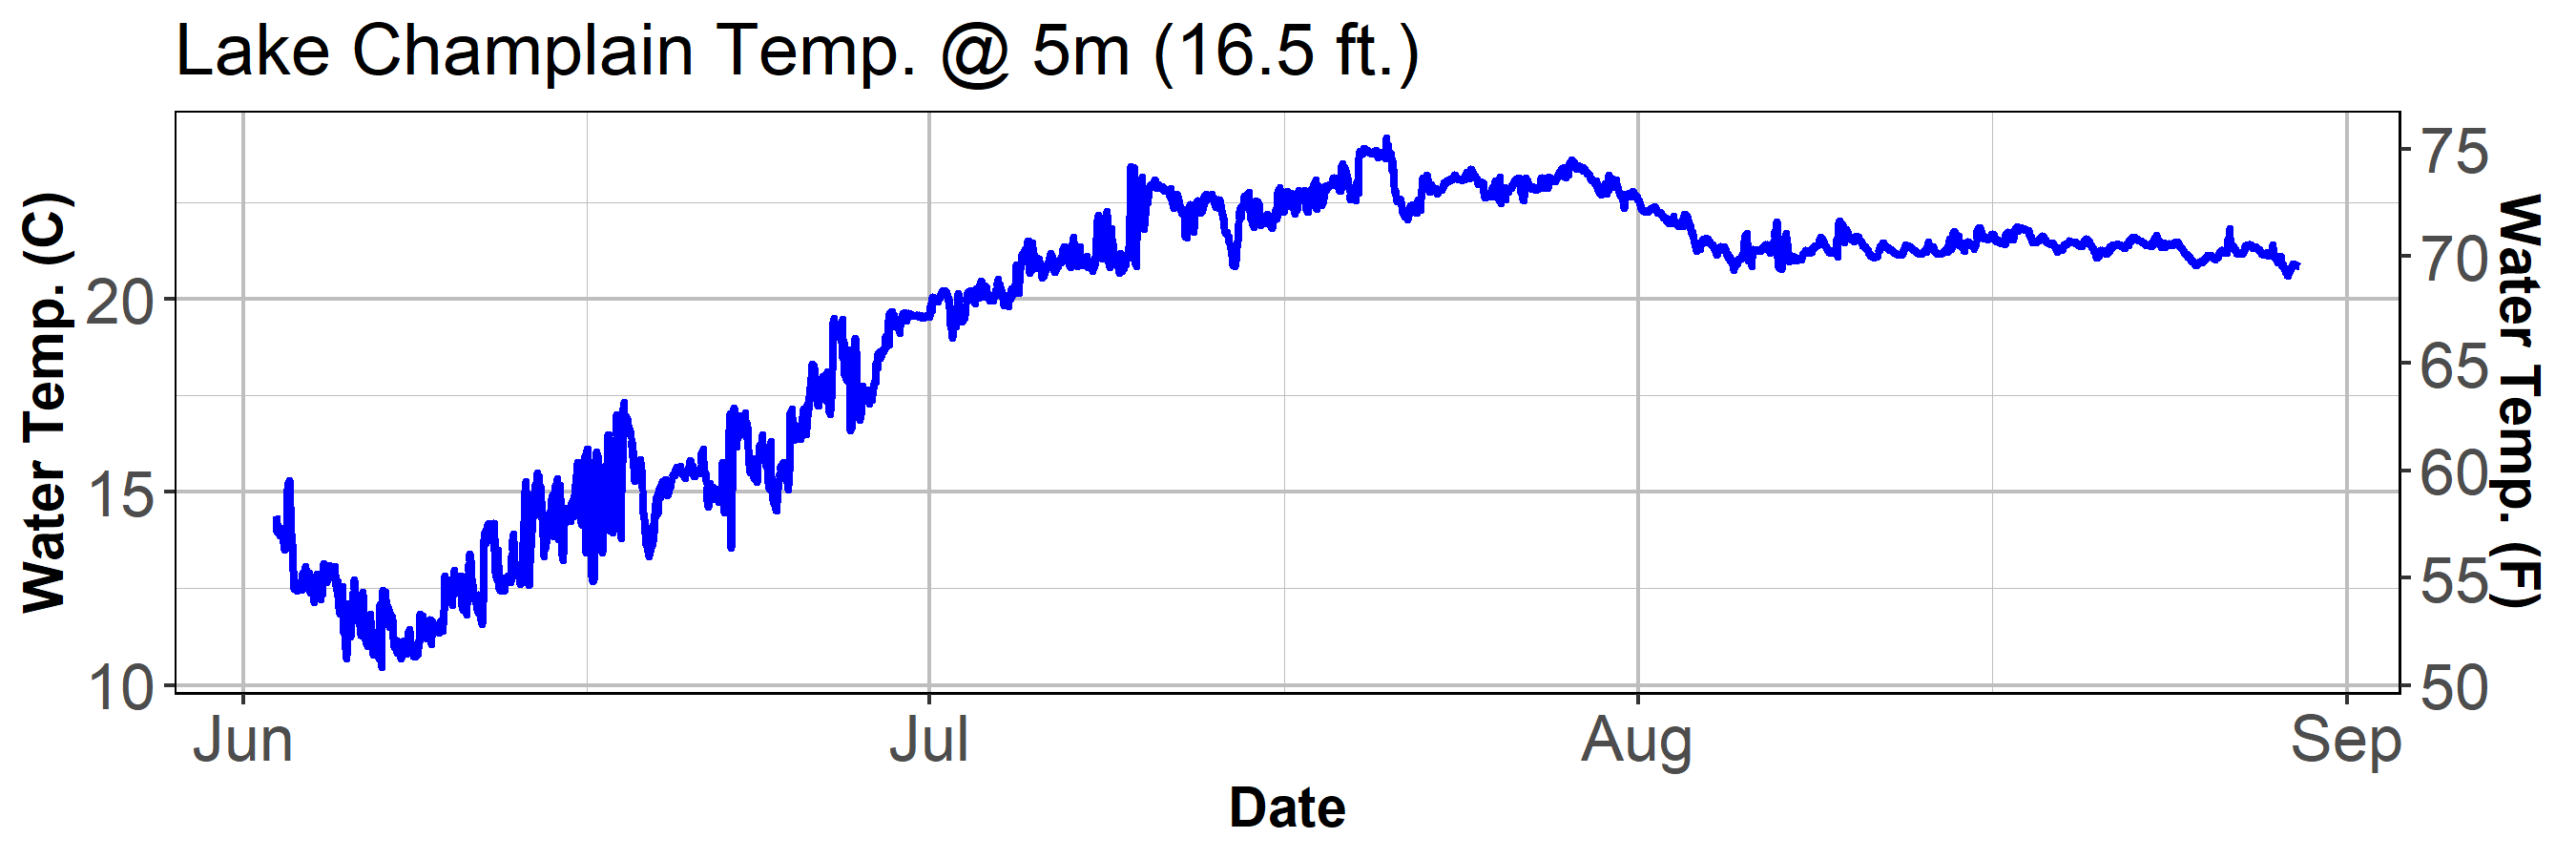 Lake Champlain Temp. @ 5m (16.5 ft.)
Water Temp. (C)
20
15
10
75
70
65
60
55
50
Water Temp. (F)
Jun
Jul
Aug
Sep
Date